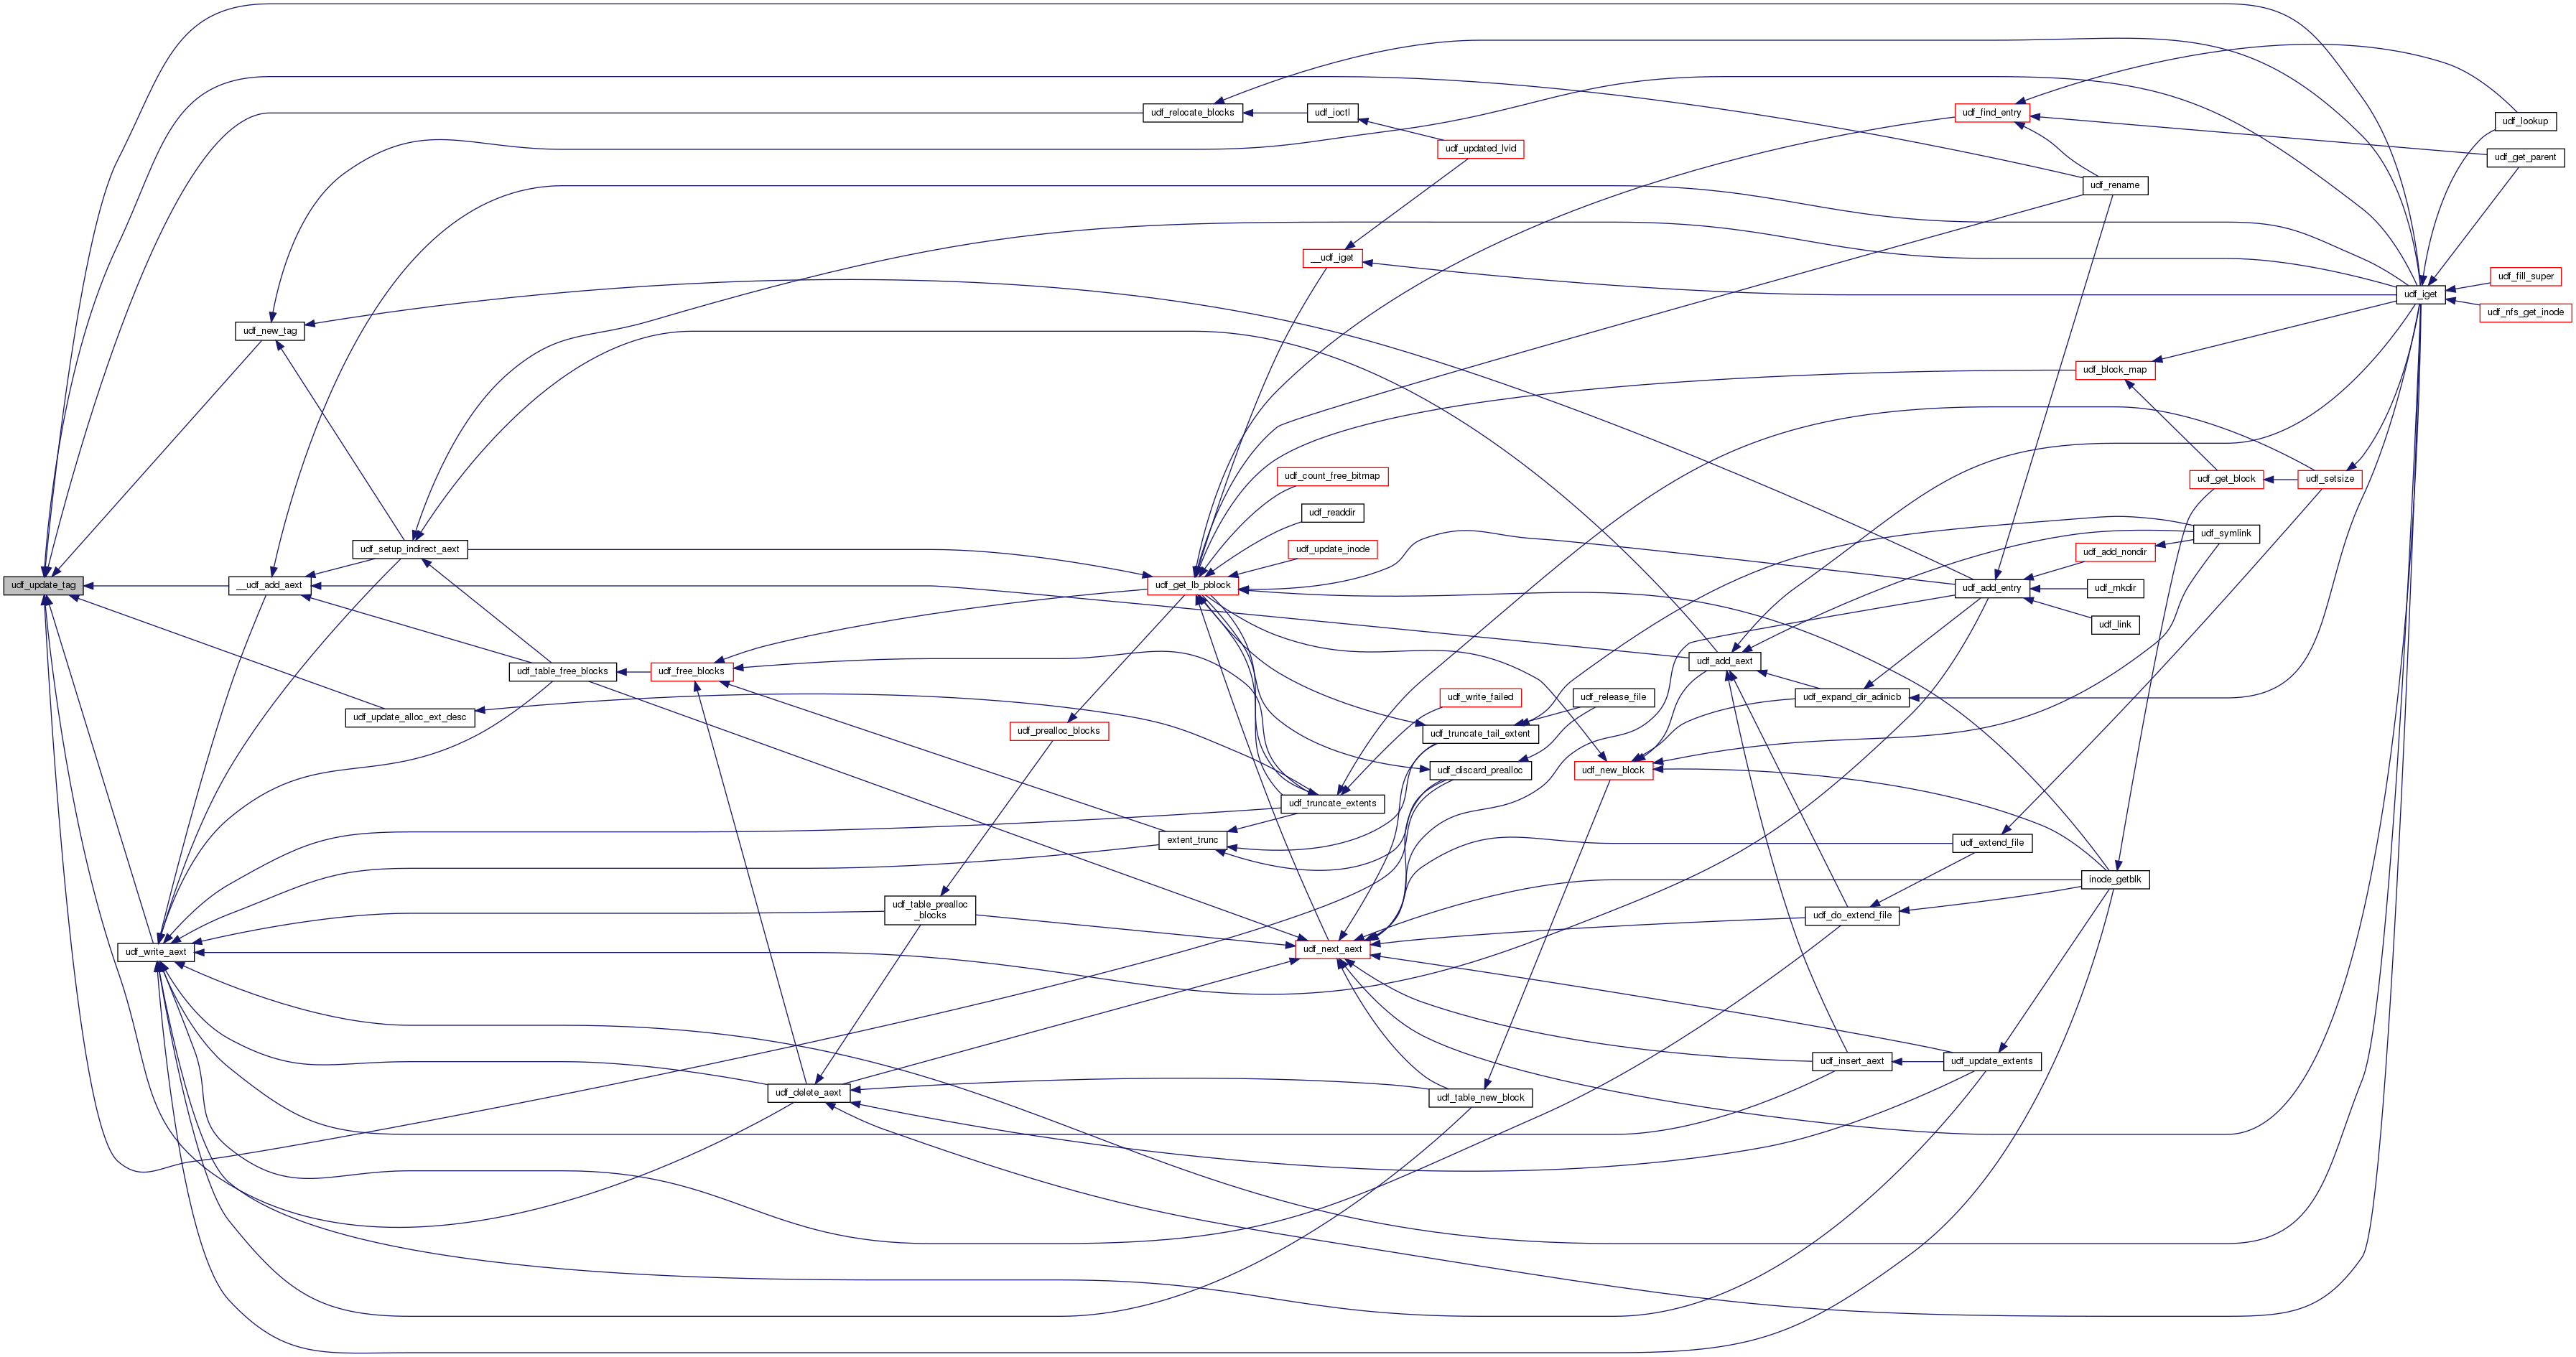 udf_relocate_blocks
udf_ioctl
udf_find_entry
udf_lookup
udf_updated_lvid
udf_get_parent
udf_rename
__udf_iget
udf_fill_super
udf_iget
udf_nfs_get_inode
udf_new_tag
udf_block_map
udf_count_free_bitmap
udf_get_block
udf_setsize
udf_readdir
udf_symlink
udf_setup_indirect_aext
udf_update_inode
udf_add_nondir
udf_update_tag
__udf_add_aext
udf_get_lb_pblock
udf_add_entry
udf_mkdir
udf_link
udf_table_free_blocks
udf_free_blocks
udf_add_aext
udf_write_failed
udf_release_file
udf_expand_dir_adinicb
udf_update_alloc_ext_desc
udf_prealloc_blocks
udf_truncate_tail_extent
udf_discard_prealloc
udf_new_block
udf_truncate_extents
extent_trunc
udf_extend_file
inode_getblk
udf_table_prealloc
_blocks
udf_do_extend_file
udf_write_aext
udf_next_aext
udf_insert_aext
udf_update_extents
udf_delete_aext
udf_table_new_block